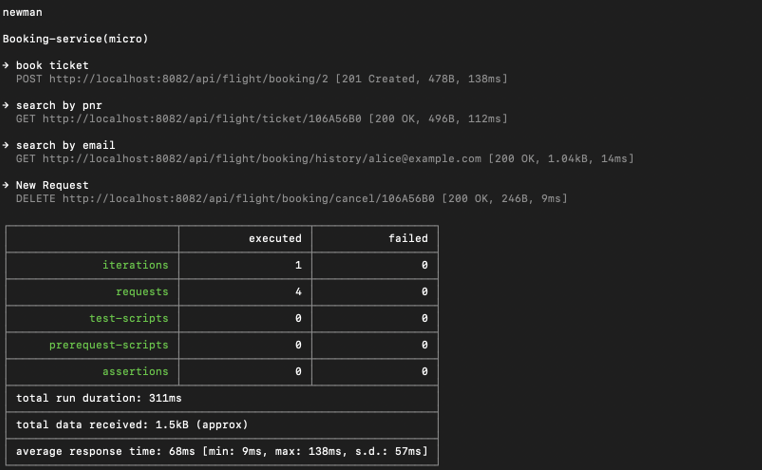 newman
Booking-service(micro)
→ book ticket
POST http://localhost:8082/api/flight/booking/2 [201 Created, 478B, 138ms]
→ search by pnr
GET http://localhost:8082/api/flight/ticket/106A56B0 [200 OK, 496B, 112ms]
→ search by email
GET http://localhost:8082/api/flight/booking/history/alice@example.com [200 OK, 1.04kB, 14ms]
→ New Request
DELETE http://localhost:8082/api/flight/booking/cancel/106A56B0 [200 OK, 246B, 9ms]
executed failed
iterations 1 0
requests 4 0
test-scripts 0 0
prerequest-scripts 0 0
assertions 0 0
total run duration: 311ms
total data received: 1.5kB (approx)
average response time: 68ms [min: 9ms, max: 138ms, s.d.: 57ms]